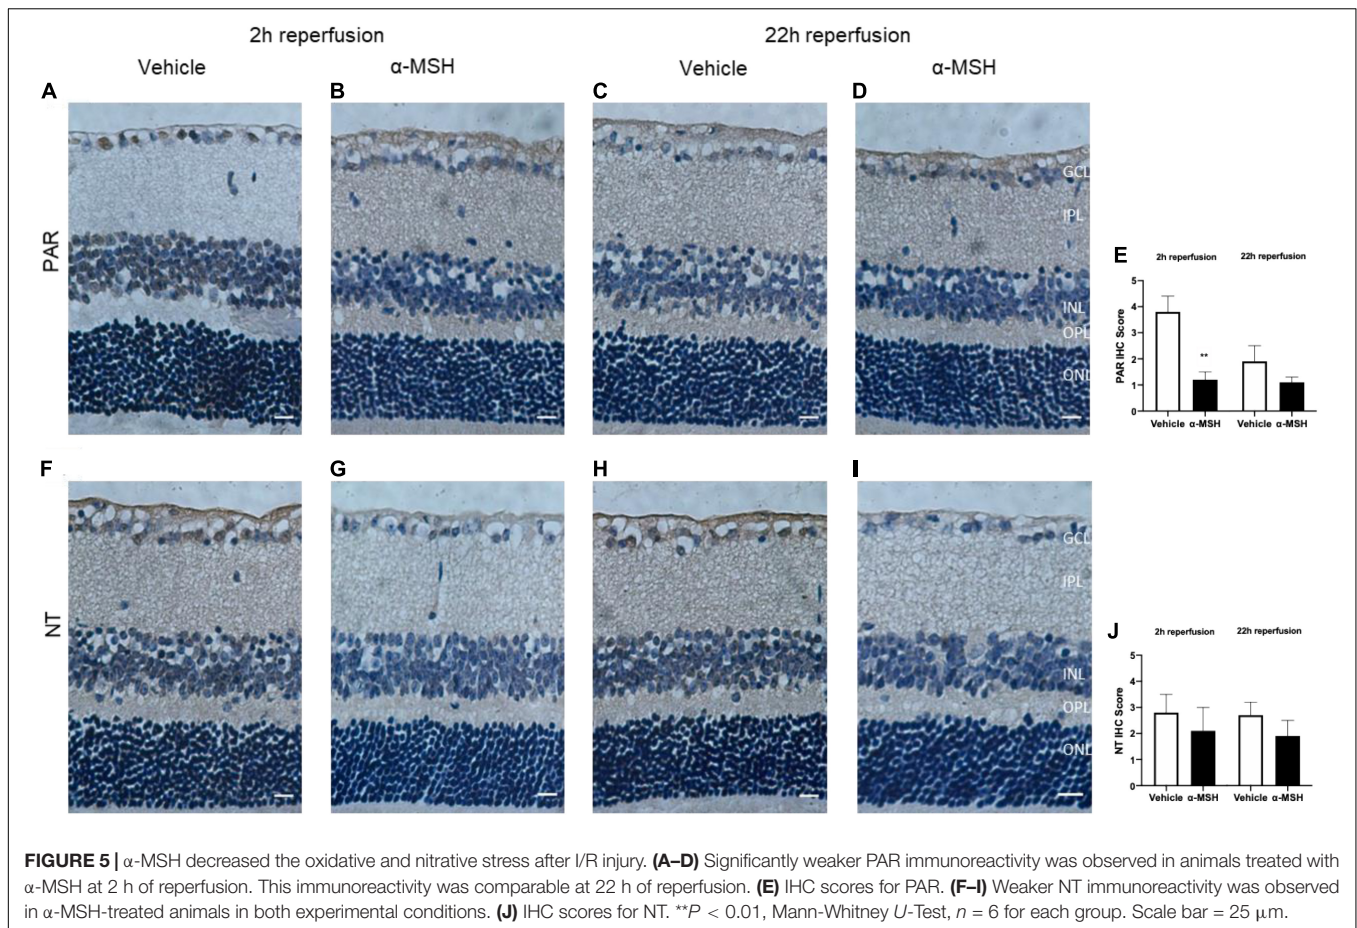 2h reperfusion 22h reperfusion
Vehicle α-MSH Vehicle α-MSH
A B C D
PAR
GCL
IPL
INL
OPL
ONL
E
2h reperfusion 22h reperfusion
PAR IHC Score
5
4
3
2
1
0
**
Vehicle α-MSH Vehicle α-MSH
F G H I
NT
GCL
IPL
INL
OPL
ONL
J
2h reperfusion 22h reperfusion
NT IHC Score
5
4
3
2
1
0
Vehicle α-MSH Vehicle α-MSH
FIGURE 5 | α-MSH decreased the oxidative and nitrative stress after I/R injury. (A–D) Significantly weaker PAR immunoreactivity was observed in animals treated with
α-MSH at 2 h of reperfusion. This immunoreactivity was comparable at 22 h of reperfusion. (E) IHC scores for PAR. (F–I) Weaker NT immunoreactivity was observed
in α-MSH-treated animals in both experimental conditions. (J) IHC scores for NT. **P < 0.01, Mann-Whitney U-Test, n = 6 for each group. Scale bar = 25 μm.